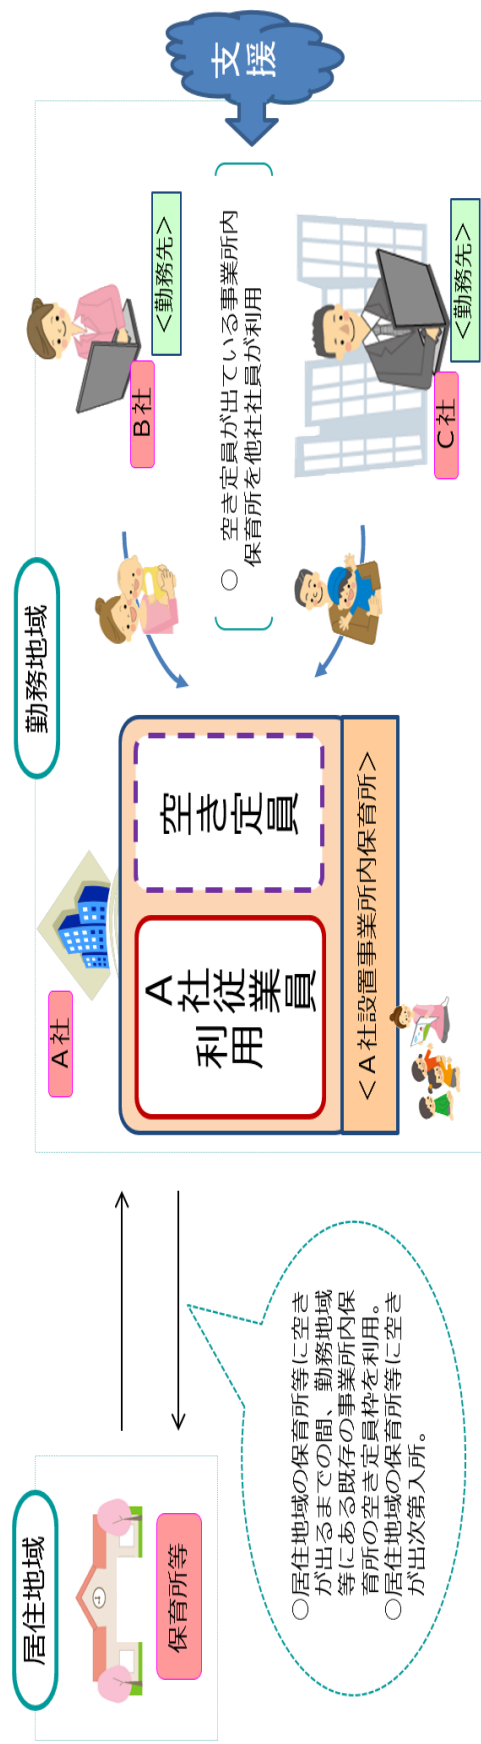 居住地域
保育所等
○居住地域の保育所等に空き
が出るまでの間、勤務地域
等にある既存の事業所内保
育所の空き定員枠を利用。
○居住地域の保育所等に空き
が出次第入所。
勤務地域
A社
A社従業員
利用
空き定員
＜A社設置事業所内保育所＞
B社
＜勤務先＞
○ 空き定員が出ている事業所内
保育所を他社社員が利用
C社
＜勤務先＞
支援